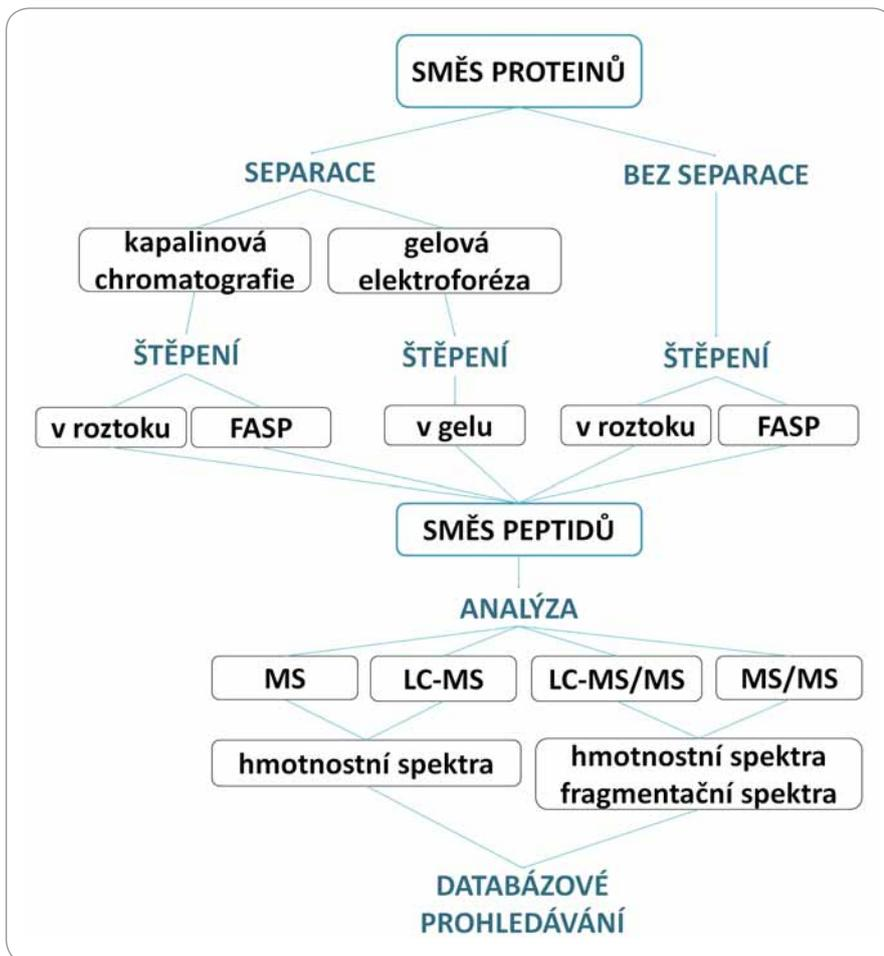 SMĚS PROTEINŮ
SEPARACE
BEZ SEPARACE
kapalinová
chromatografie
gelová
elektroforéza
ŠTĚPENÍ
ŠTĚPENÍ
ŠTĚPENÍ
v roztoku
FASP
v gelu
v roztoku
FASP
SMĚS PEPTIDŮ
ANALÝZA
MS
LC-MS
LC-MS/MS
MS/MS
hmotnostní spektra
hmotnostní spektra
fragmentační spektra
DATABÁZOVÉ
PROHLEDÁVÁNÍ